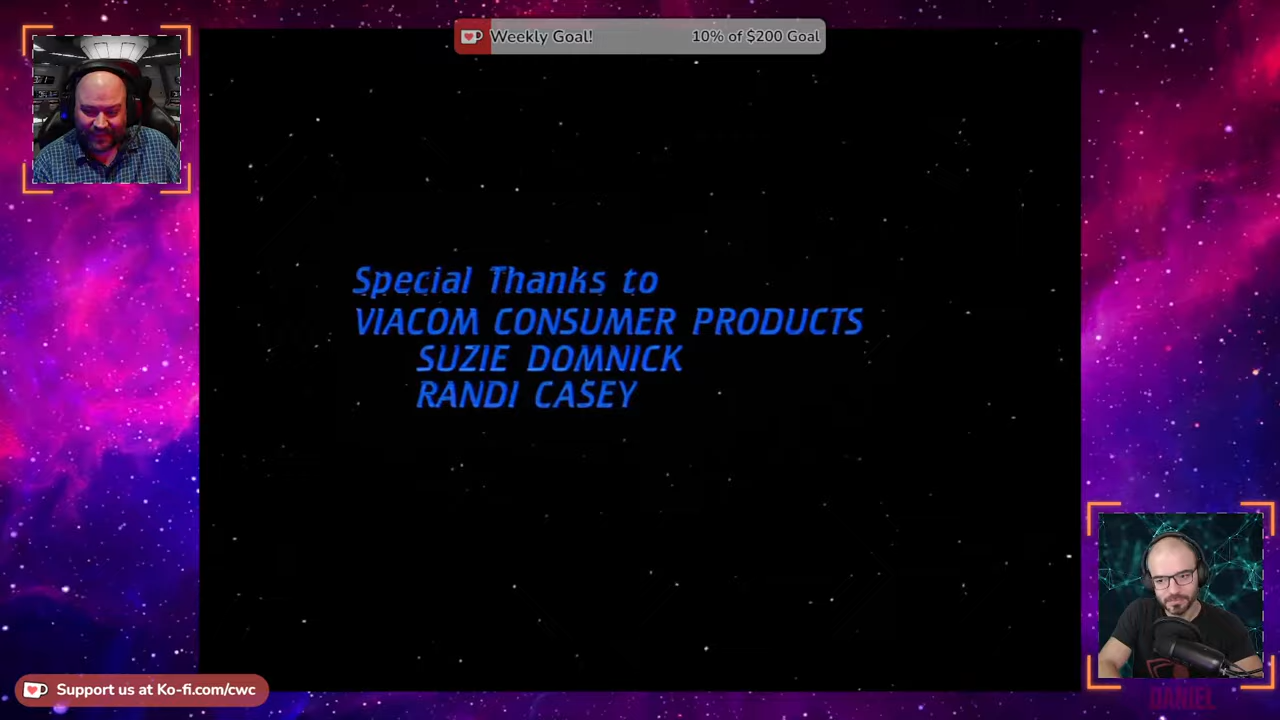 Weekly Goal!
10% of $200 Goal
Special Thanks to
VIACOM CONSUMER PRODUCTS
SUZIE DOMNICK
RANDI CASEY
Support us at Ko-fi.com/cwc
DANIEL